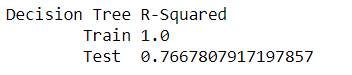 Decision Tree R-Squared
Train 1.0
Test 0.7667807917197857